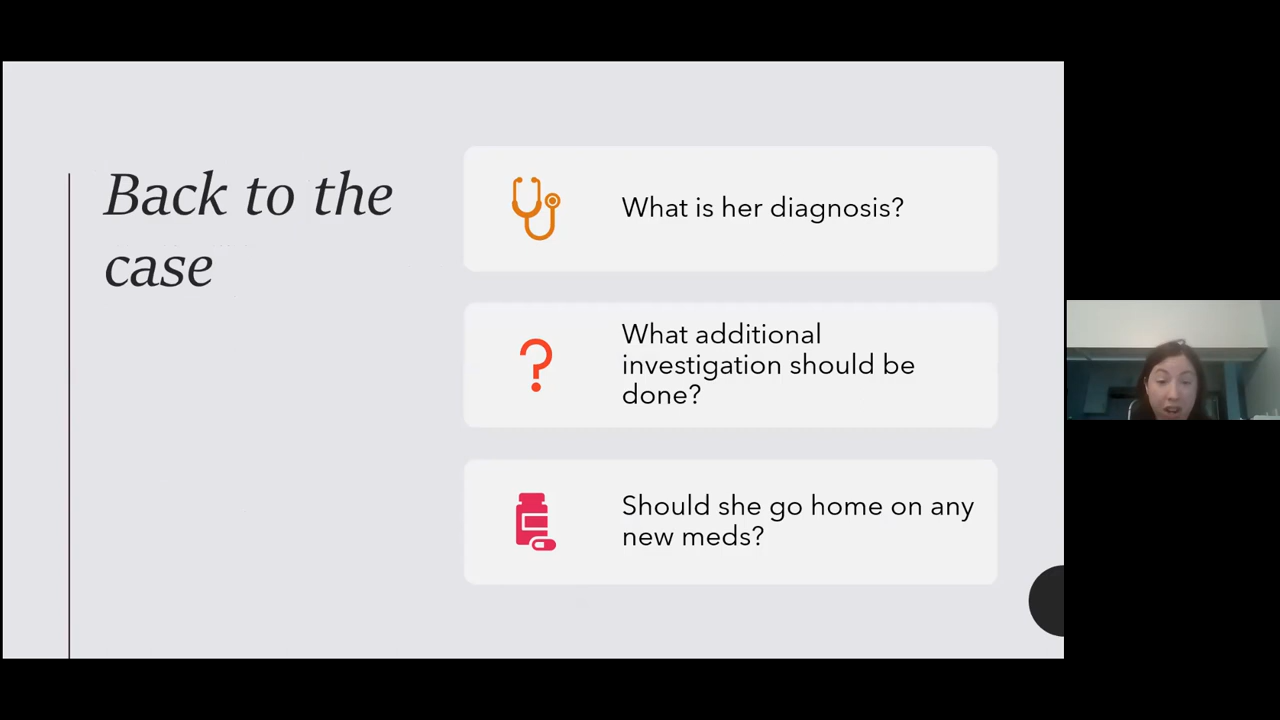 Back to the
case
What is her diagnosis?
What additional
investigation should be
done?
Should she go home on any
new meds?